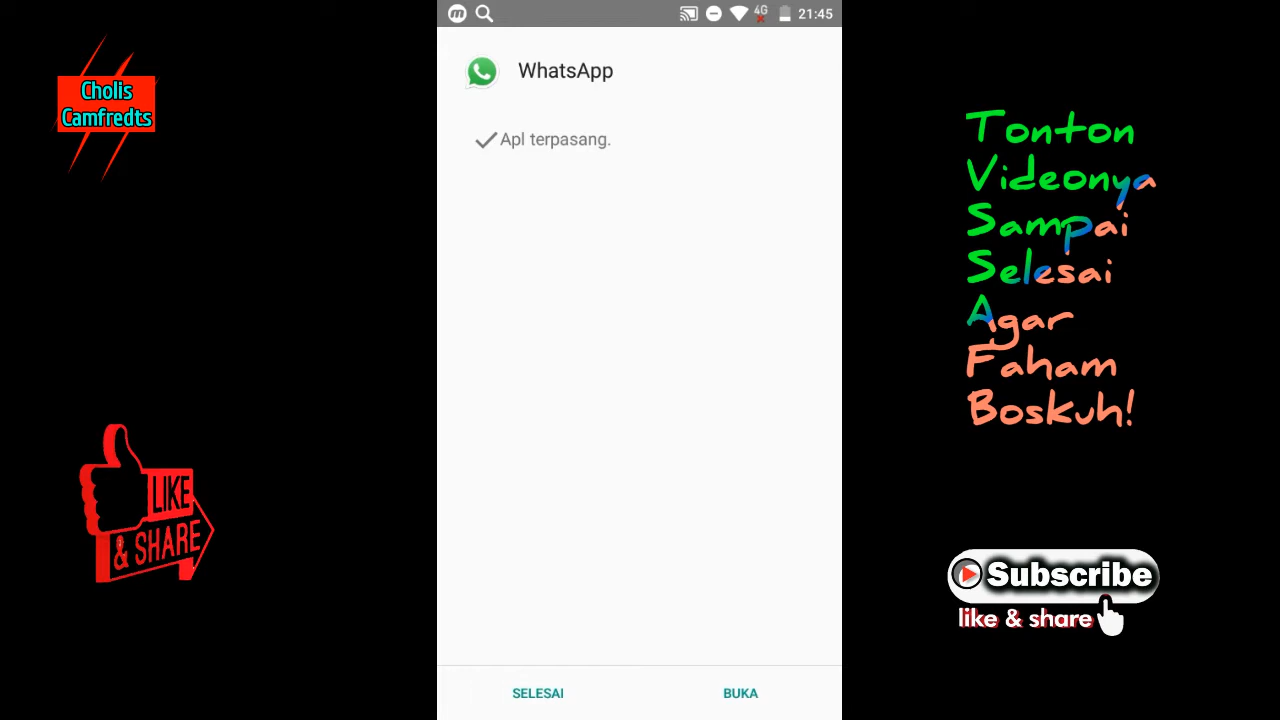 4G
21:45
Cholis
Camfredts
WhatsApp
Apl terpasang.
Tonton
Videonya
Sampai
Selesai
Agar
Faham
Boskuh!
LIKE
& SHARE
Subscribe
like & share
SELESAI
BUKA